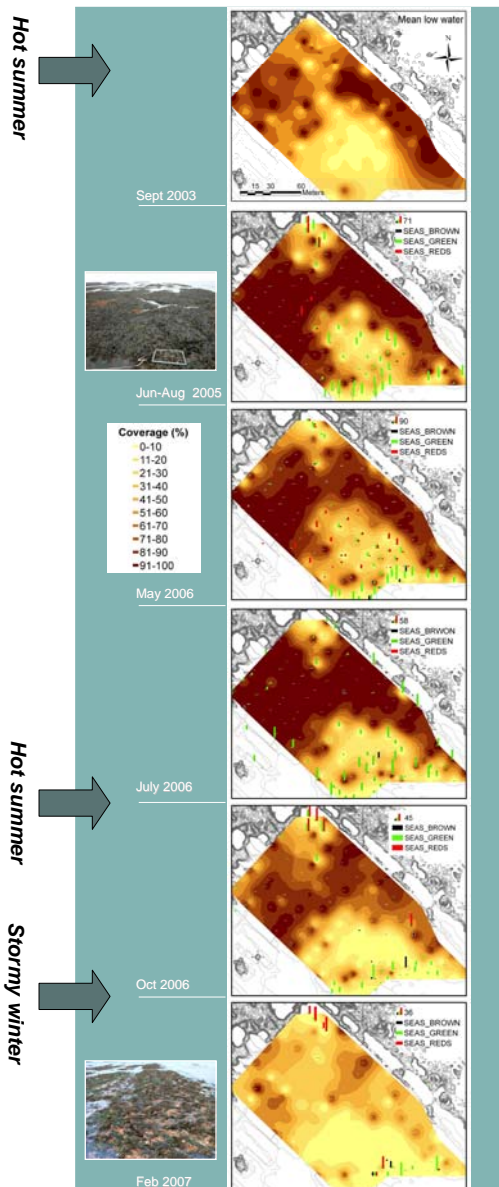 Hot summer
Mean low water
N
15 30 60
Meters
Sept 2003
71
SEAS_BROWN
SEAS_GREEN
SEAS_REDS
Jun-Aug 2005
Coverage (%)
0-10
11-20
21-30
31-40
41-50
51-60
61-70
71-80
81-90
91-100
90
SEAS_BROWN
SEAS_GREEN
SEAS_REDS
May 2006
58
SEAS_BRWON
SEAS_GREEN
SEAS_REDS
Hot summer
July 2006
45
SEAS_BROWN
SEAS_GREEN
SEAS_REDS
Stormy winter
Oct 2006
36
SEAS_BROWN
SEAS_GREEN
SEAS_REDS
Feb 2007